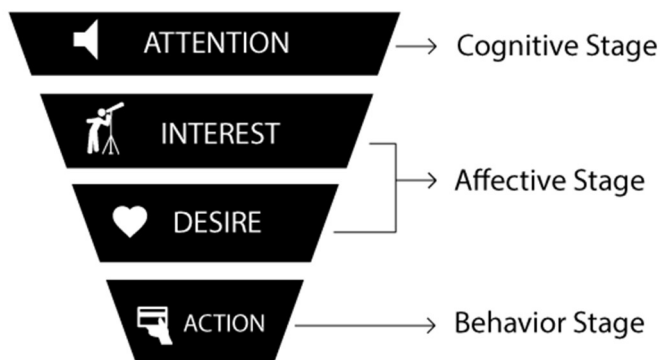 ATTENTION
Cognitive Stage
INTEREST
Affective Stage
DESIRE
ACTION
Behavior Stage